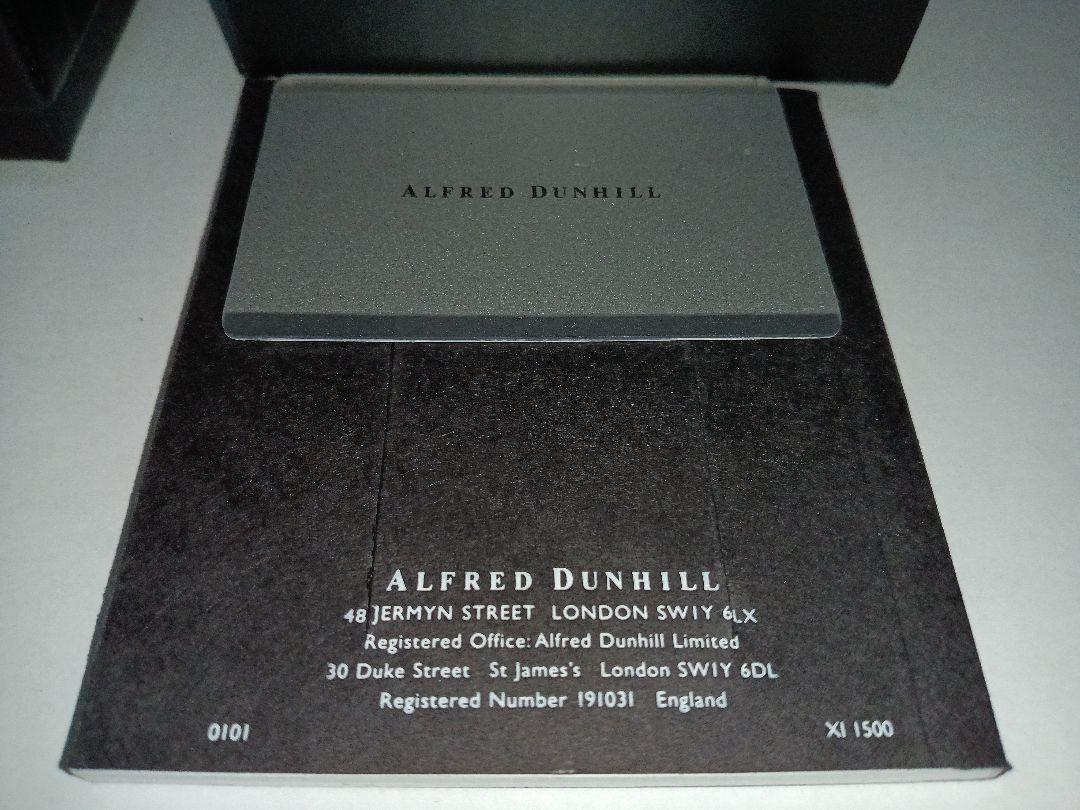 ALFRED DUNHILL
ALFRED DUNHILL
48 JERMYN STREET LONDON SW1Y 6LX
Registered Office: Alfred Dunhill Limited
30 Duke Street St James's London SW1Y 6DL
Registered Number 191031 England
0101 XI 1500